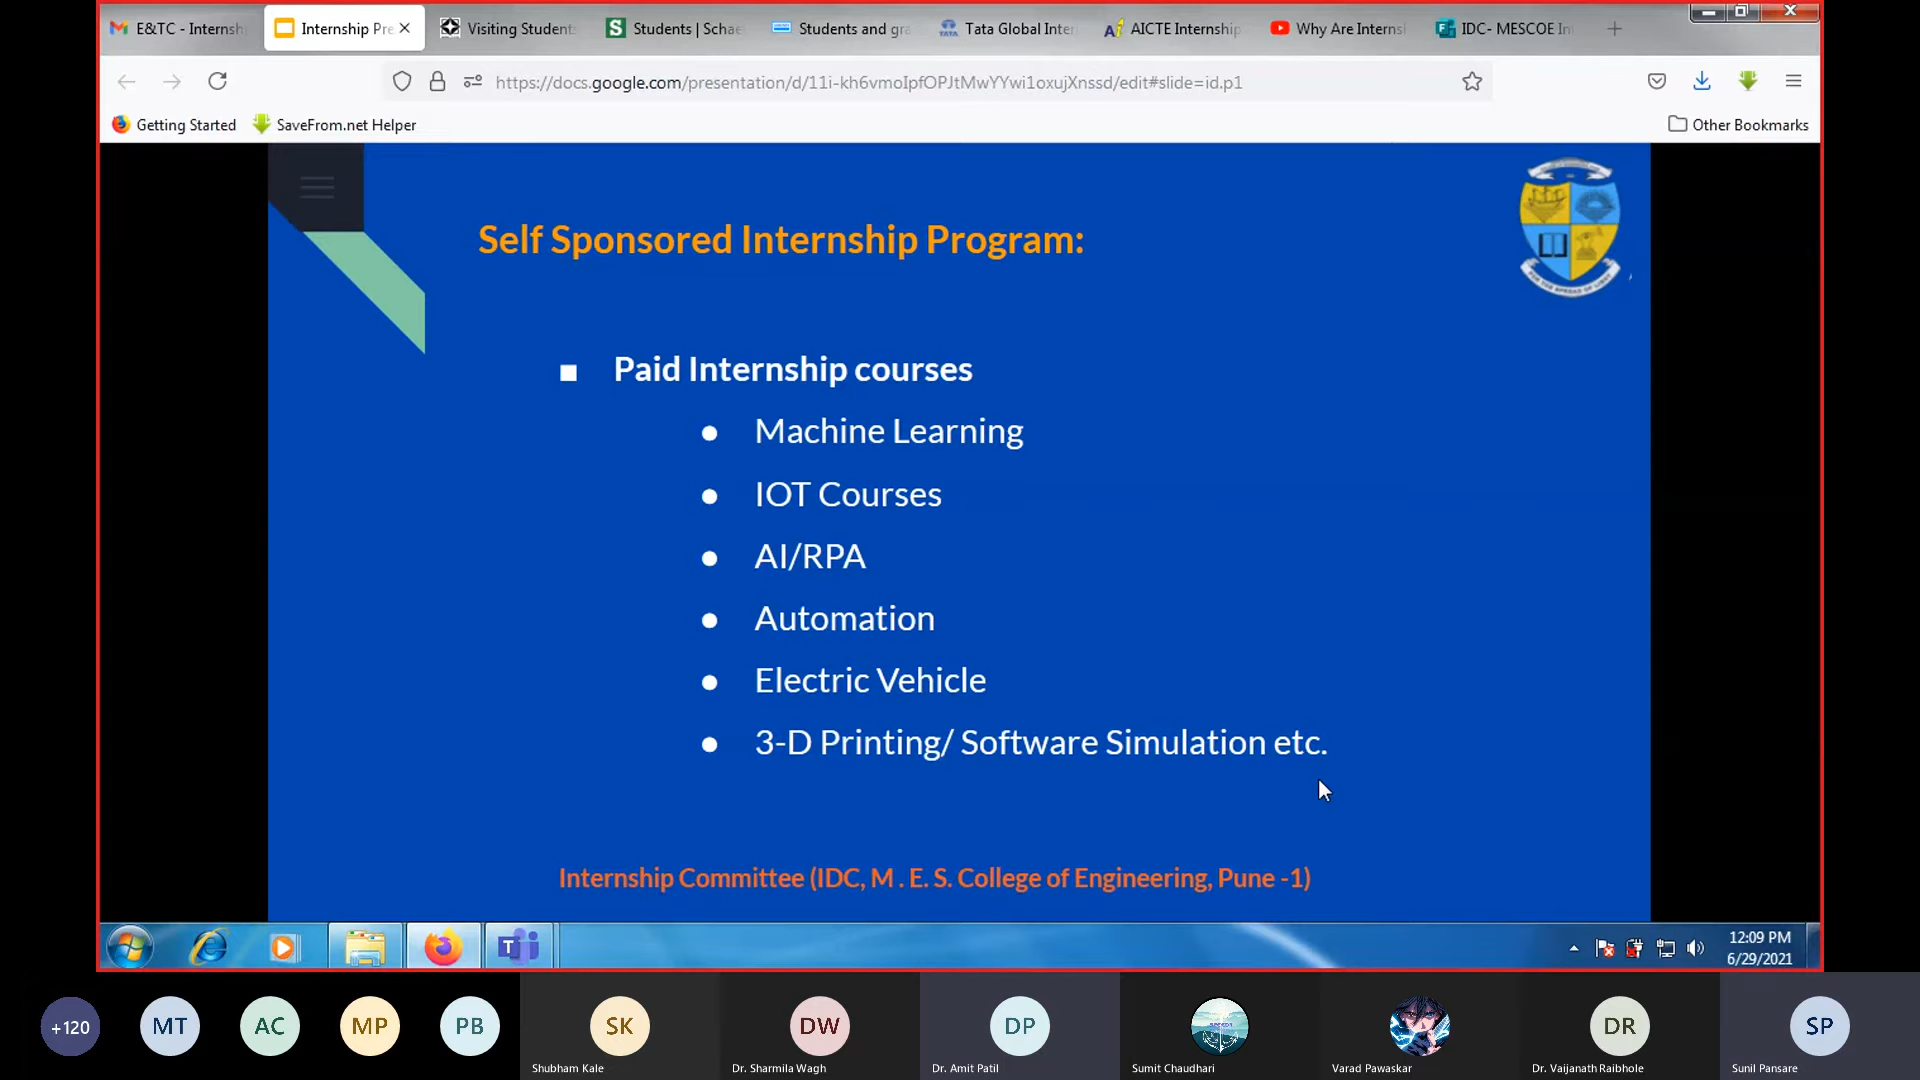 E&TC - Internsh
Internship Pre
Visiting Student
Students | Schae
Students and gra
TATA
Tata Global Inter
AICTE Internship
Why Are Interns
IDC- MESCOE In
https://docs.google.com/presentation/d/11i-kh6vmoIpfOPJtMwYYwi1oxujXnssd/edit#slide=id.p1
Getting Started
SaveFrom.net Helper
Other Bookmarks
Self Sponsored Internship Program:
Paid Internship courses
Machine Learning
IOT Courses
AI/RPA
Automation
Electric Vehicle
3-D Printing/ Software Simulation etc.
Internship Committee (IDC, M . E. S. College of Engineering, Pune -1)
12:09 PM
6/29/2021
+120
MT
AC
MP
PB
SK
DW
DP
DR
SP
Shubham Kale
Dr. Sharmila Wagh
Dr. Amit Patil
Sumit Chaudhari
Varad Pawaskar
Dr. Vaijanath Raibhole
Sunil Pansare